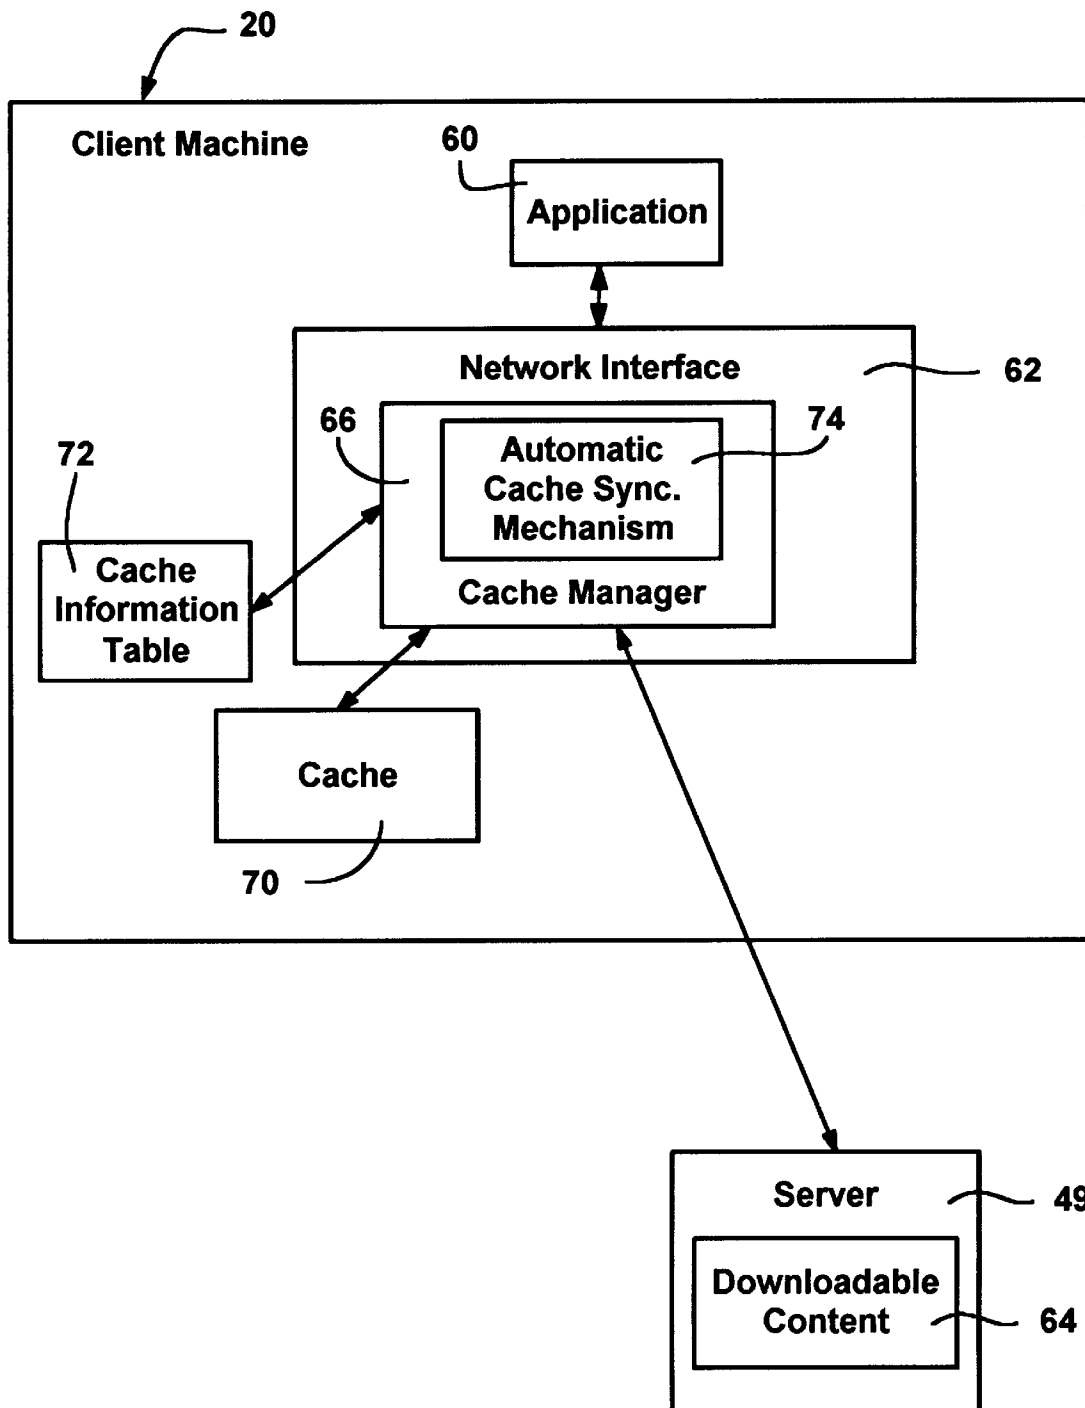 20
Client Machine
60
Application
Network Interface
62
66
74
Automatic
Cache Sync.
Mechanism
72
Cache
Information
Table
Cache Manager
Cache
70
Server
49
Downloadable
Content
64